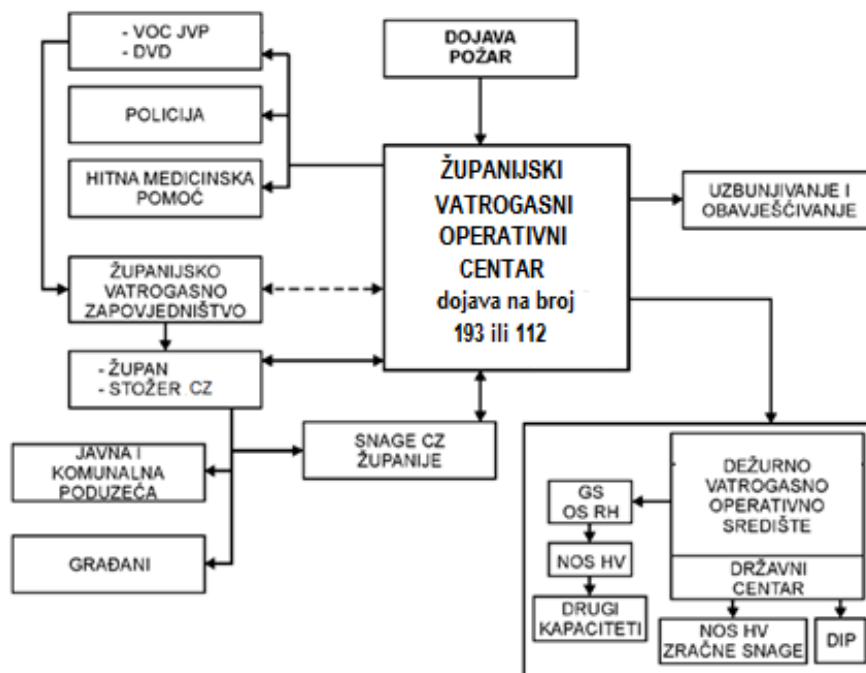 - VOC JVP
- DVD
DOJAVA
POŽAR
POLICIJA
HITNA MEDICINSKA
POMOĆ
ŽUPANIJSKI
VATROGASNI
OPERATIVNI
CENTAR
dojava na broj
193 ili 112
UZBUNJIVANJE I
OBAVJEŠĆIVANJE
ŽUPANIJSKO
VATROGASNO
ZAPOVJEDNIŠTVO
- ŽUPAN
- STOŽER CZ
SNAGE CZ
ŽUPANIJE
JAVNA I
KOMUNALNA
PODUZEĆA
GRAĐANI
DEŽURNO
VATROGASNO
OPERATIVNO
SREDIŠTE
GS
OS RH
NOS HV
DRUGI
KAPACITETI
DRŽAVNI
CENTAR
NOS HV
ZRAČNE SNAGE
DIP